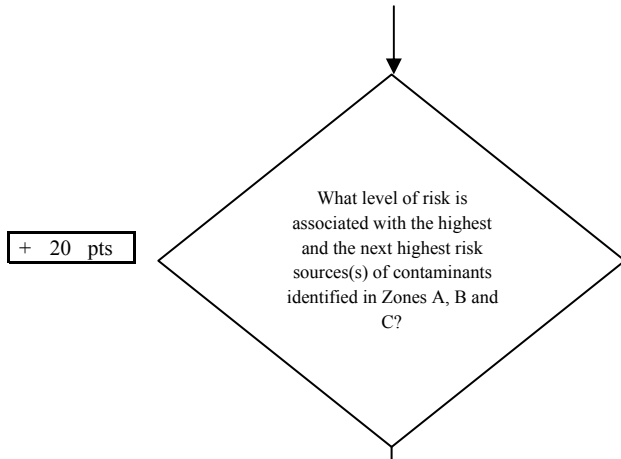 What level of risk is
associated with the highest
and the next highest risk
sources(s) of contaminants
identified in Zones A, B and
C?
+ 20 pts